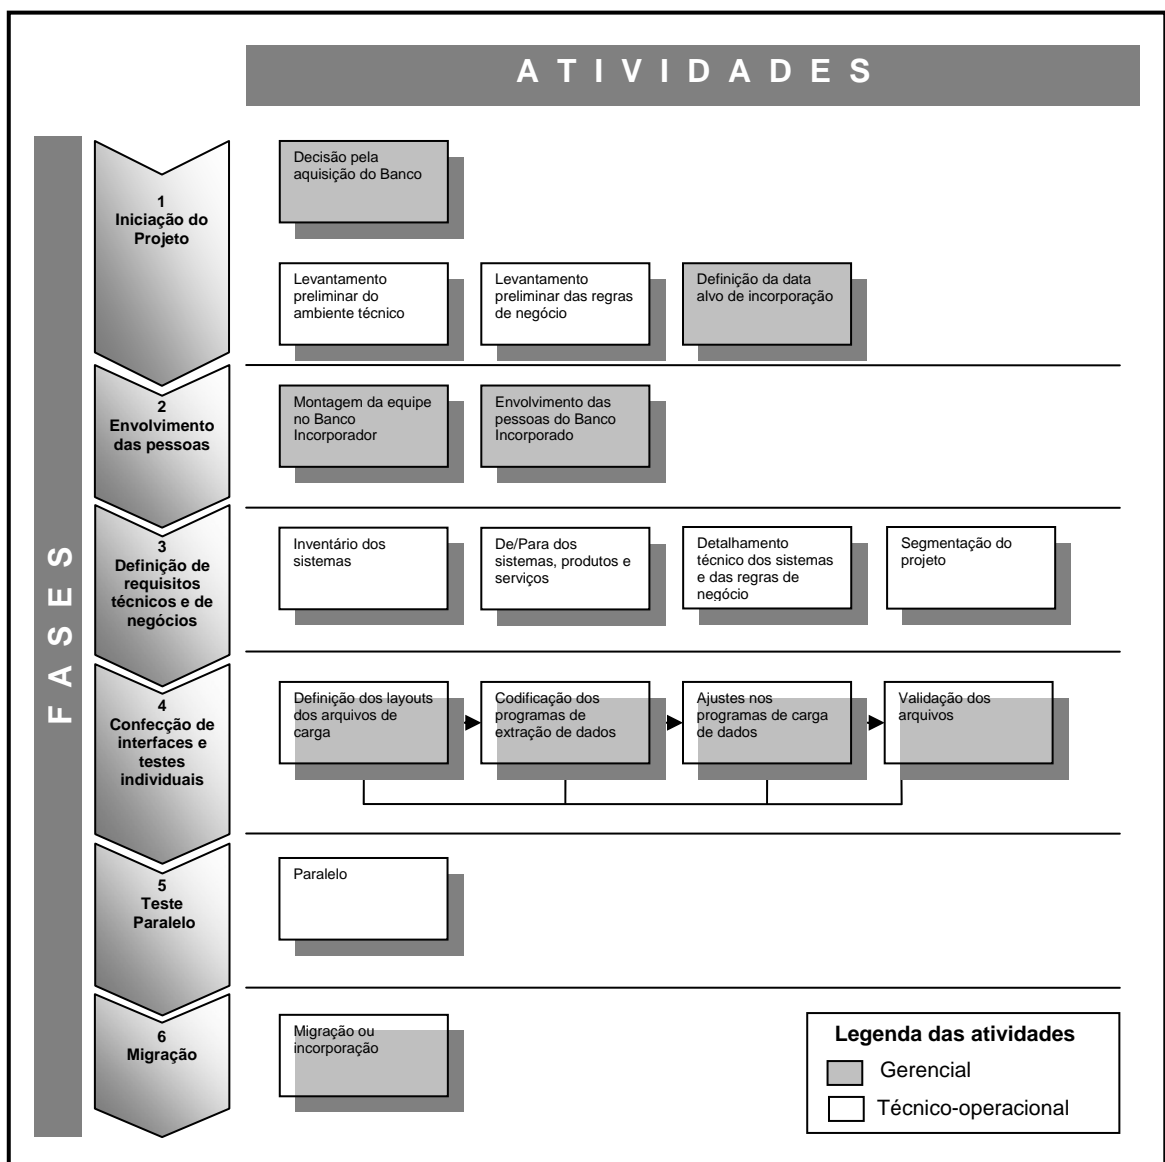 ATIVIDADES
FASES
1
Iniciação do
Projeto
Decisão pela
aquisição do Banco
Levantamento
preliminar do
ambiente técnico
Levantamento
preliminar das regras
de negócio
Definição da data
alvo de incorporação
2
Envolvimento
das pessoas
Montagem da equipe
no Banco
Incorporador
Envolvimento das
pessoas do Banco
Incorporado
3
Definição de
requisitos
técnicos e de
negócios
Inventário dos
sistemas
De/Para dos
sistemas, produtos e
serviços
Detalhamento
técnico dos sistemas
e das regras de
negócio
Segmentação do
projeto
4
Confecção de
interfaces e
testes
individuais
Definição dos layouts
dos arquivos de
carga
Codificação dos
programas de
extração de dados
Ajustes nos
programas de carga
de dados
Validação dos
arquivos
5
Teste
Paralelo
Paralelo
6
Migração
Migração ou
incorporação
Legenda das atividades
Gerencial
Técnico-operacional